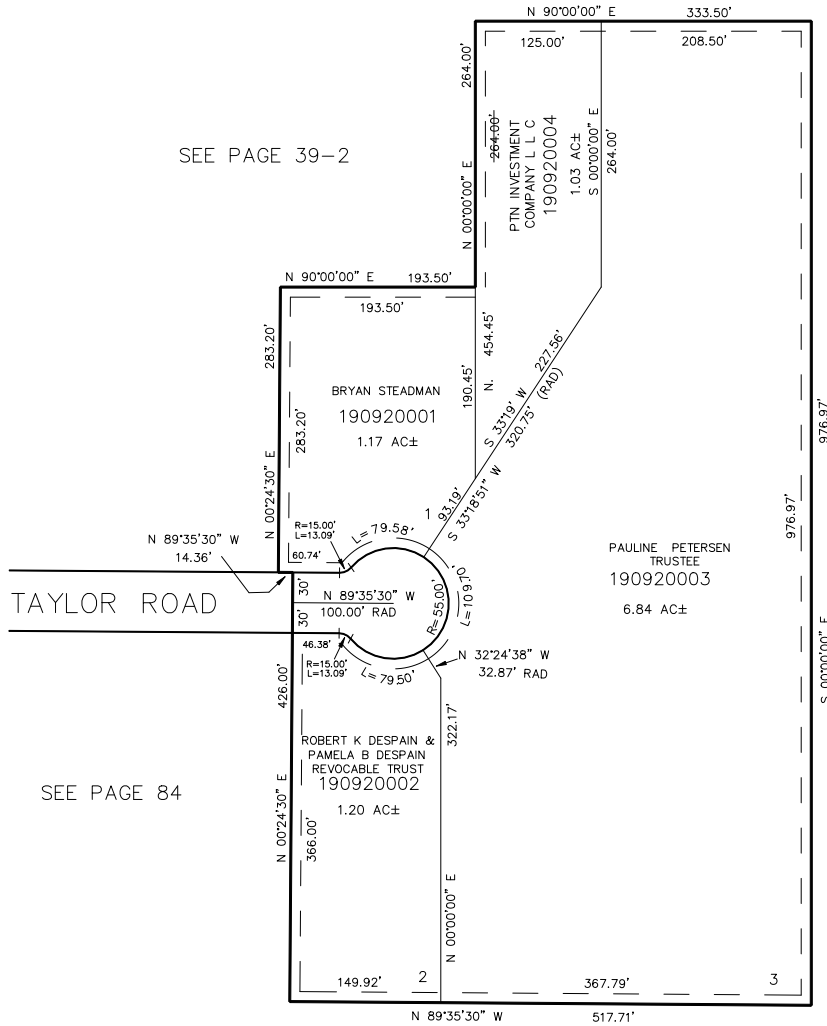 N 90°00'00" E
333.50'
125.00'
208.50'
264.00'
N 00°00'00" E
264.00'
PTN INVESTMENT
COMPANY L L C
190920004
1.03 AC±
S 00°00'00" E
264.00'
SEE PAGE 39-2
N 90°00'00" E
193.50'
193.50'
283.20'
N 00°24'30" E
283.20'
BRYAN STEADMAN
190920001
1.17 AC±
190.45'
N.
454.45'
S 33°19' W
227.56'
S 33°18'51" W
320.75' (RAD)
93.19'
1
976.97'
976.97'
S 00°00'00" E
N 89°35'30" W
14.36'
R=15.00'
L=13.09'
L=79.58'
60.74'
TAYLOR ROAD
30'
30'
N 89°35'30" W
100.00' RAD
R=55.00'
L=109.70'
PAULINE PETERSEN
TRUSTEE
190920003
6.84 AC±
46.38'
R=15.00'
L=13.09'
L=79.50'
N 32°24'38" W
32.87' RAD
426.00'
N 00°24'30" E
366.00'
SEE PAGE 84
ROBERT K DESPAIN &
PAMELA B DESPAIN
REVOCABLE TRUST
190920002
1.20 AC±
322.17'
N 00°00'00" E
149.92'
2
367.79'
3
N 89°35'30" W
517.71'